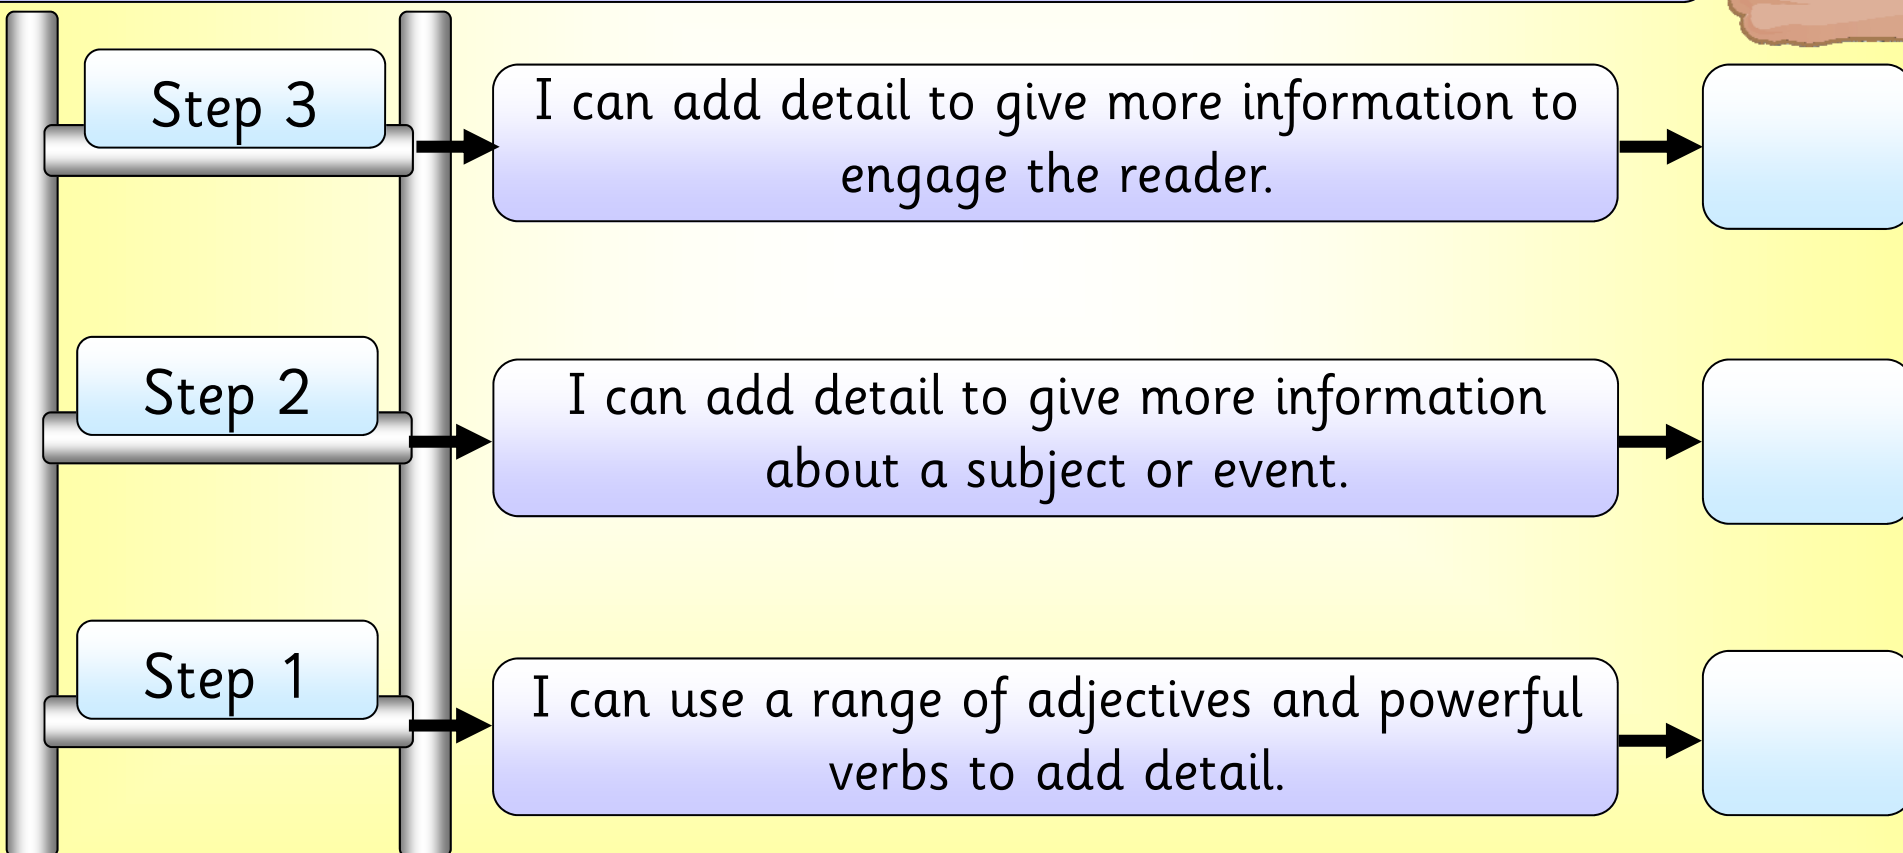 Step 3
I can add detail to give more information to
engage the reader.
Step 2
I can add detail to give more information
about a subject or event.
Step 1
I can use a range of adjectives and powerful
verbs to add detail.